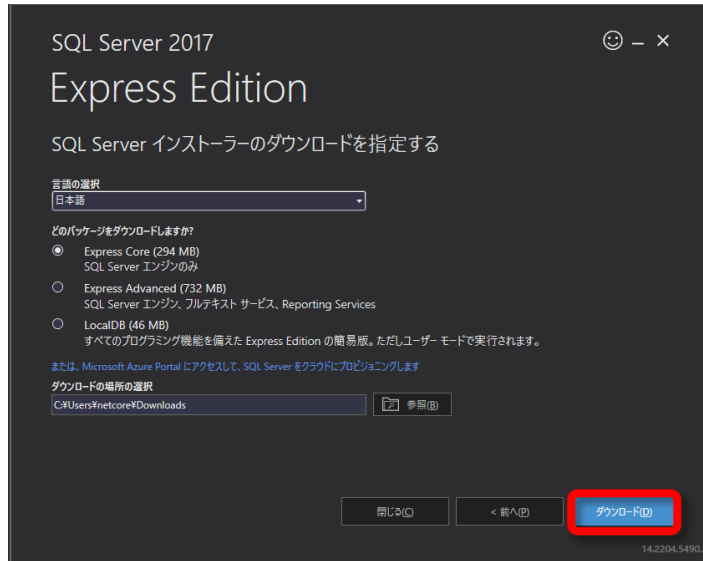 SQL Server 2017
Express Edition
SQL Server インストーラーのダウンロードを指定する
言語の選択
日本語
どのパッケージをダウンロードしますか?
Express Core (294 MB)
SQL Server エンジンのみ
Express Advanced (732 MB)
SQL Server エンジン、フルテキスト サービス、Reporting Services
LocalDB (46 MB)
すべてのプログラミング機能を備えた Express Edition の簡易版。ただしユーザー モードで実行されます。
または、Microsoft Azure Portal にアクセスして、SQL Server をクラウドにプロビジョニングします
ダウンロードの場所の選択
C:¥Users¥netcore¥Downloads
参照(B)
閉じる(C)
< 前へ(P)
ダウンロード(D)
14.2204.5490.